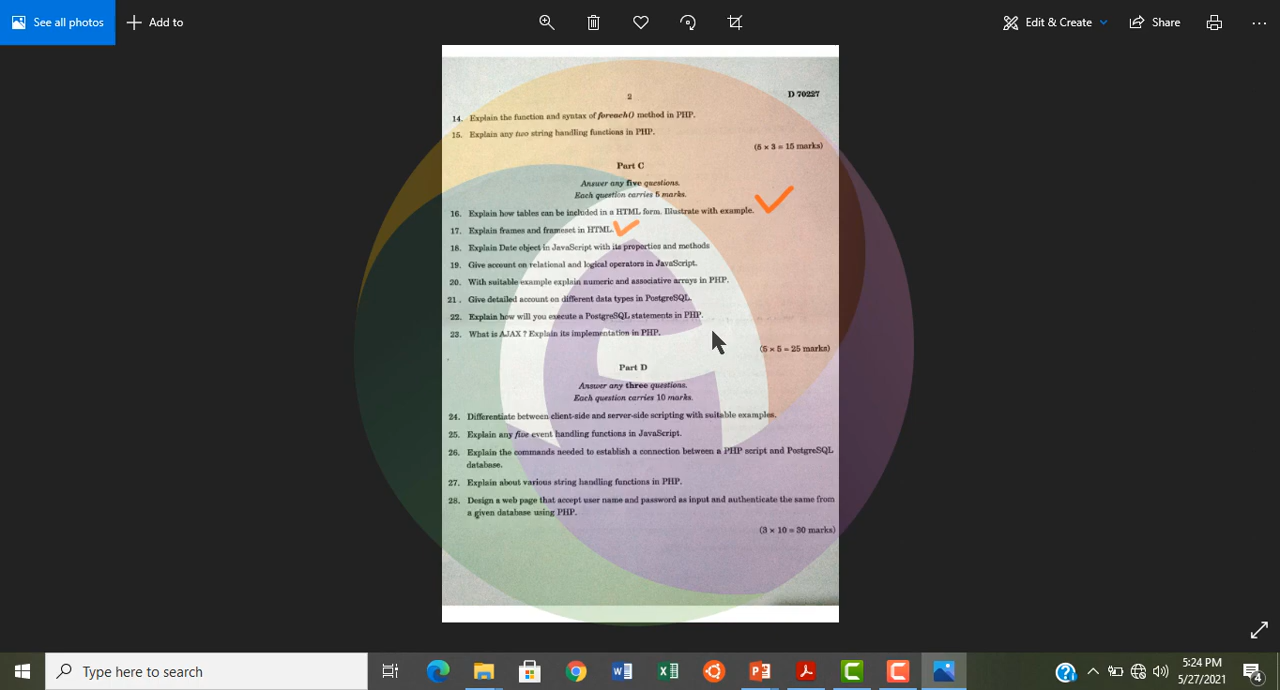 See all photos
Add to
Edit & Create
Share
2
D 70227
14. Explain the function and syntax of foreach() method in PHP.
15. Explain any two string handling functions in PHP.
(5 × 3 = 15 marks)
Part C
Answer any five questions.
Each question carries 5 marks.
16. Explain how tables can be included in a HTML form. Illustrate with example.
17. Explain frames and frameset in HTML.
18. Explain Date object in JavaScript with its properties and methods
19. Give account on relational and logical operators in JavaScript.
20. With suitable example explain numeric and associative arrays in PHP.
21. Give detailed account on different data types in PostgreSQL.
22. Explain how will you execute a PostgreSQL statements in PHP.
23. What is AJAX ? Explain its implementation in PHP.
(5 × 5 = 25 marks)
Part D
Answer any three questions.
Each question carries 10 marks.
24. Differentiate between client-side and server-side scripting with suitable examples.
25. Explain any five event handling functions in JavaScript.
26. Explain the commands needed to establish a connection between a PHP script and PostgreSQL
database.
27. Explain about various string handling functions in PHP.
28. Design a web page that accept user name and password as input and authenticate the same from
a given database using PHP.
(3 × 10 = 30 marks)
Type here to search
5:24 PM
5/27/2021
4